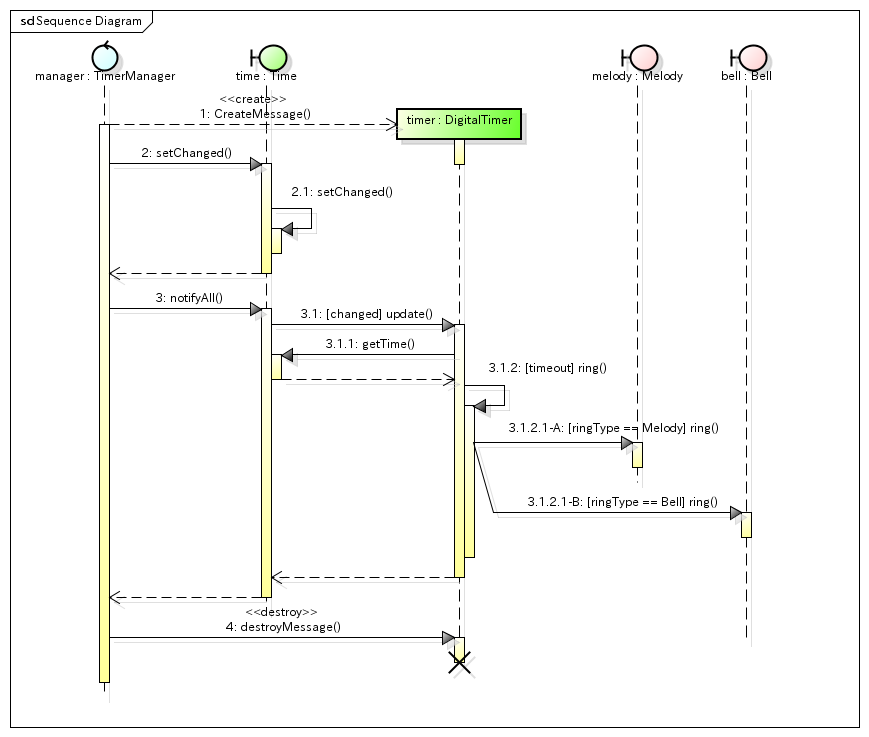 sd Sequence Diagram
manager : TimerManager
time : Time
melody : Melody
bell : Bell
<<create>>
1: CreateMessage()
timer : DigitalTimer
2: setChanged()
2.1: setChanged()
3: notifyAll()
3.1: [changed] update()
3.1.1: getTime()
3.1.2: [timeout] ring()
3.1.2.1-A: [ringType == Melody] ring()
3.1.2.1-B: [ringType == Bell] ring()
<<destroy>>
4: destroyMessage()